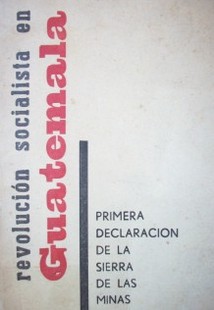 revolución socialista en
Guatemala
PRIMERA
DECLARACION
DE LA
SIERRA
DE LAS
MINAS